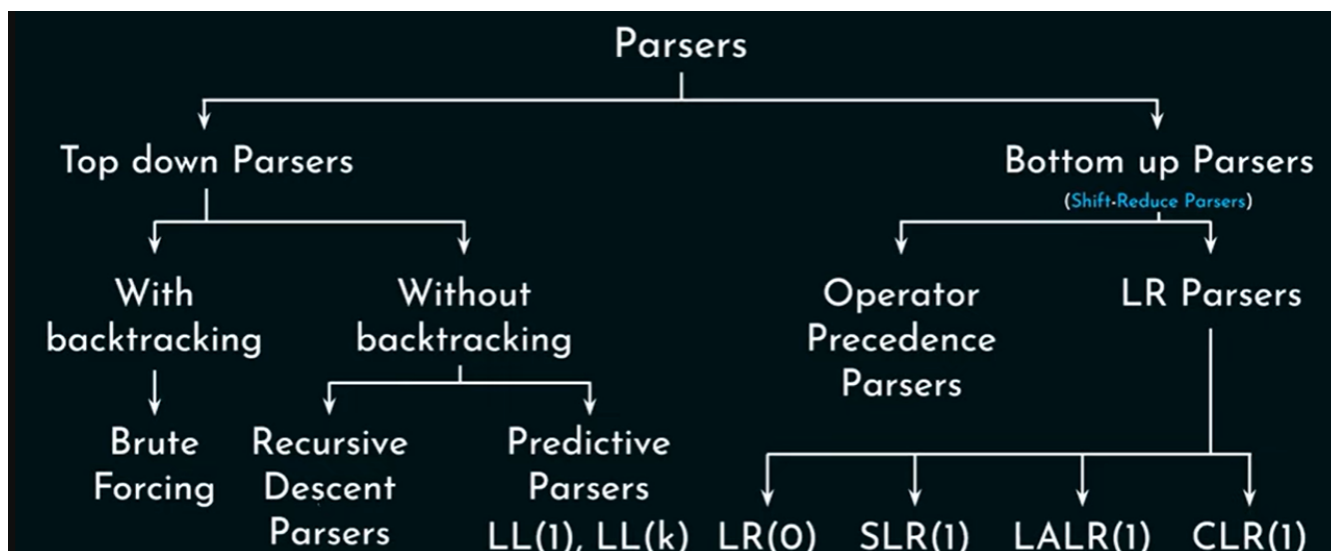 Parsers
Top down Parsers
Bottom up Parsers
(Shift-Reduce Parsers)
With
backtracking
Without
backtracking
Operator
Precedence
Parsers
LR Parsers
Brute
Forcing
Recursive
Descent
Parsers
Predictive
Parsers
LL(1), LL(k)
LR(0)
SLR(1)
LALR(1)
CLR(1)